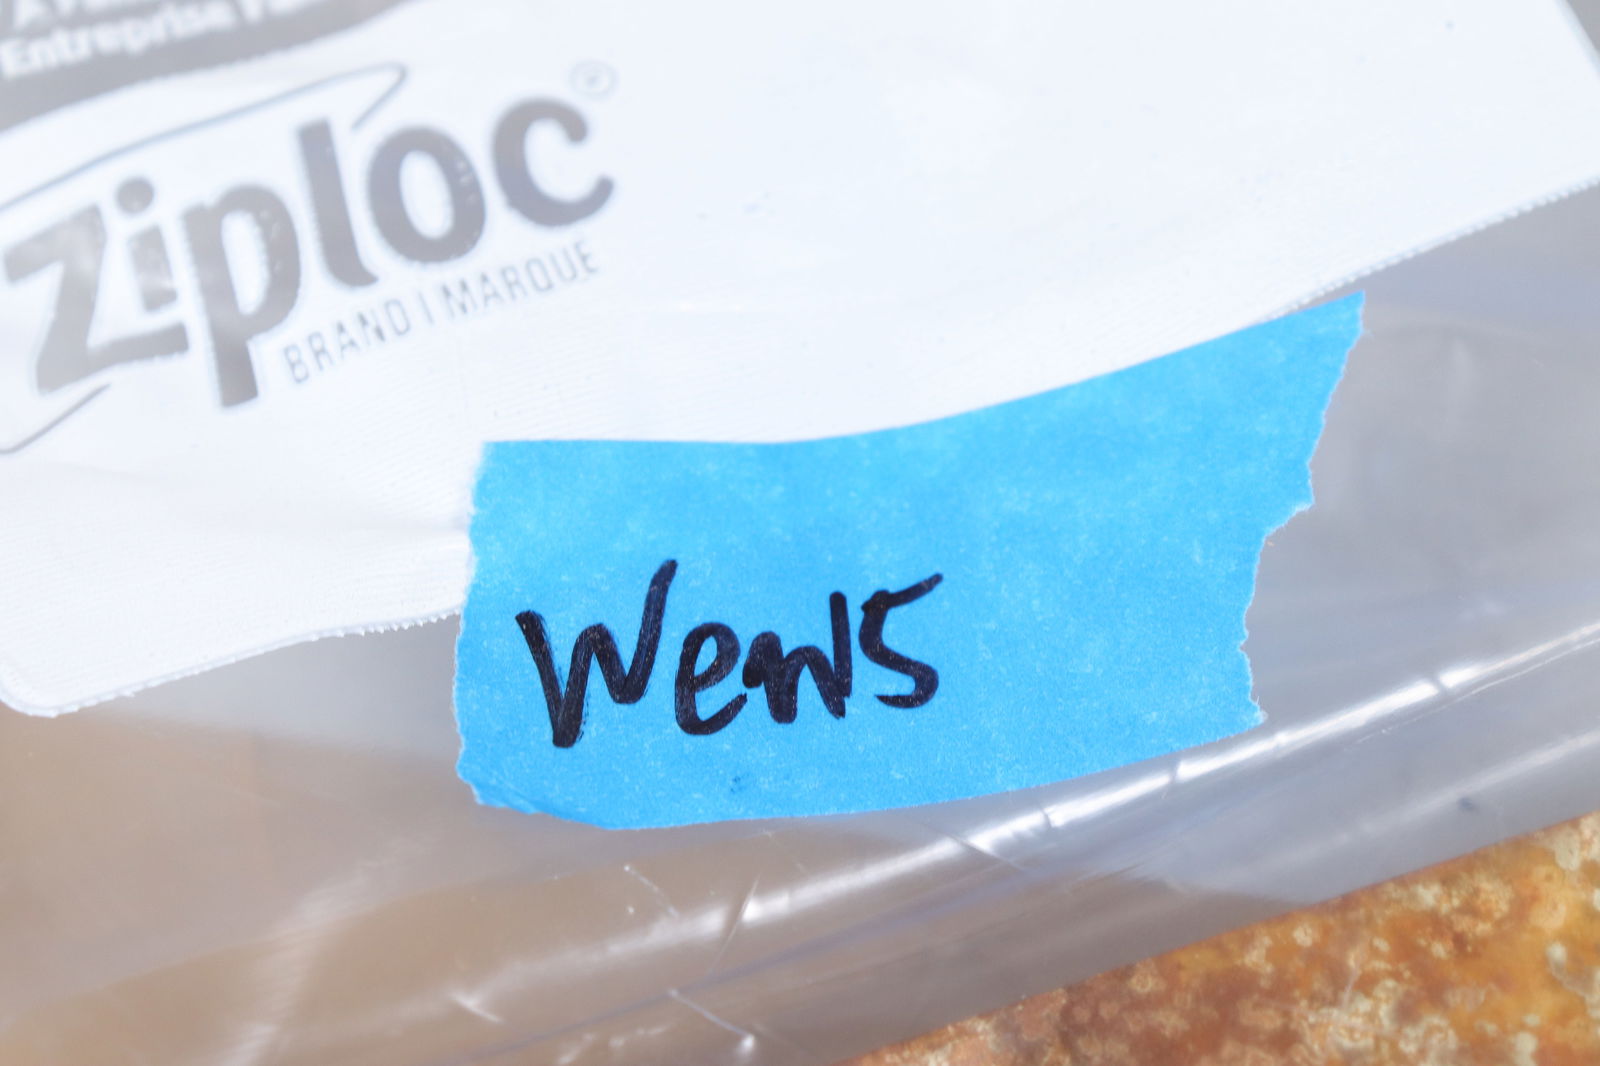 Entreprise
Ziploc®
BRAND | MARQUE
Wen15